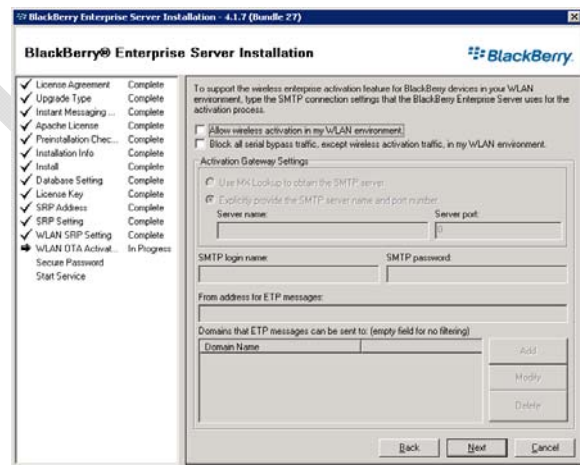 BlackBerry Enterprise Server Installation - 4.1.7 (Bundle 27)
BlackBerry® Enterprise Server Installation
BlackBerry
License Agreement Complete
Upgrade Type Complete
Instant Messaging ... Complete
Apache License Complete
Preinstallation Chec... Complete
Installation Info Complete
Install Complete
Database Setting Complete
License Key Complete
SRP Address Complete
SRP Setting Complete
WLAN SRP Setting Complete
WLAN OTA Activat... In Progress
Secure Password
Start Service
To support the wireless enterprise activation feature for BlackBerry devices in your WLAN
environment, type the SMTP connection settings that the BlackBerry Enterprise Server uses for the
activation process.
Allow wireless activation in my WLAN environment.
Block all serial bypass traffic, except wireless activation traffic, in my WLAN environment.
Activation Gateway Settings
Use MX Lookup to obtain the SMTP server
Explicitly provide the SMTP server name and port number
Server name: Server port:
0
SMTP login name: SMTP password:
From address for ETP messages:
Domains that ETP messages can be sent to: (empty field for no filtering)
Domain Name
Add
Modify
Delete
Back Next Cancel